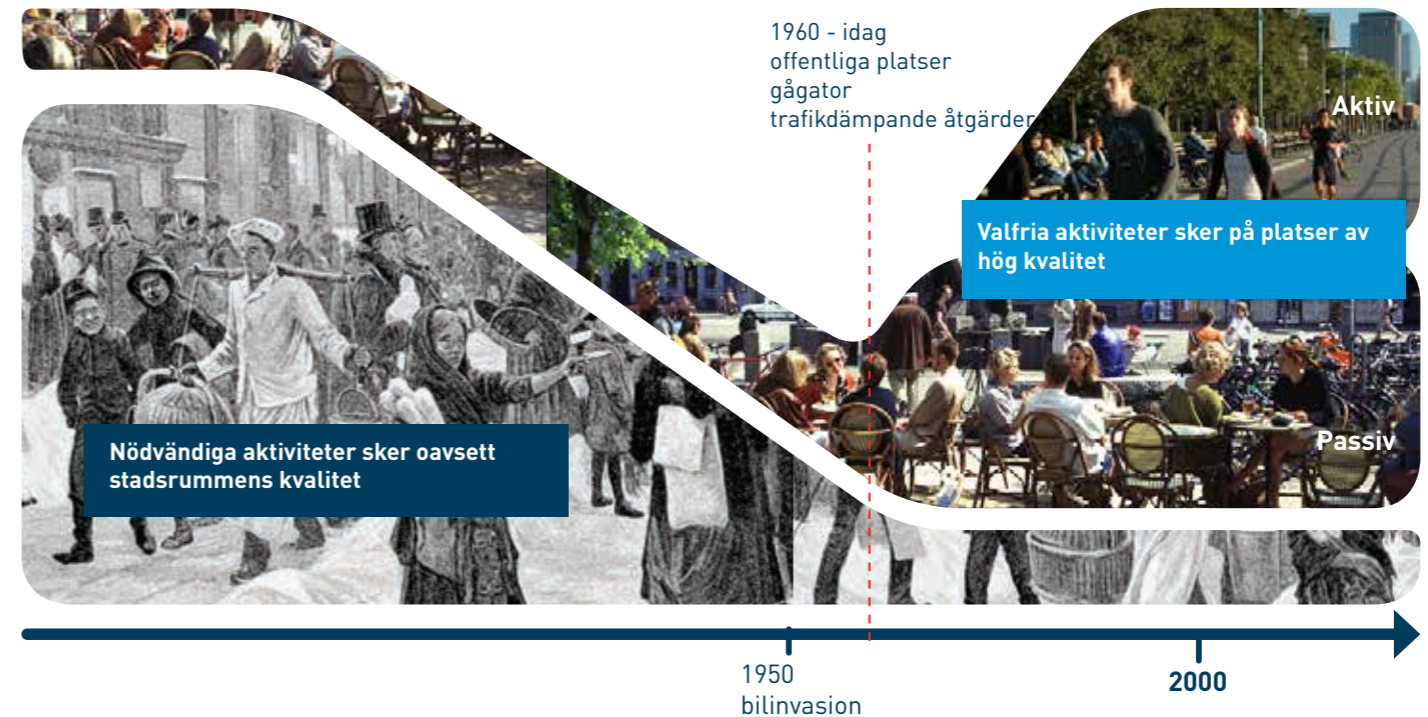 1960 - idag
offentliga platser
gågator
trafikdämpande åtgärder
Aktiv
Valfria aktiviteter sker på platser av
hög kvalitet
Passiv
Nödvändiga aktiviteter sker oavsett
stadsrummens kvalitet
1950
bilinvasion
2000